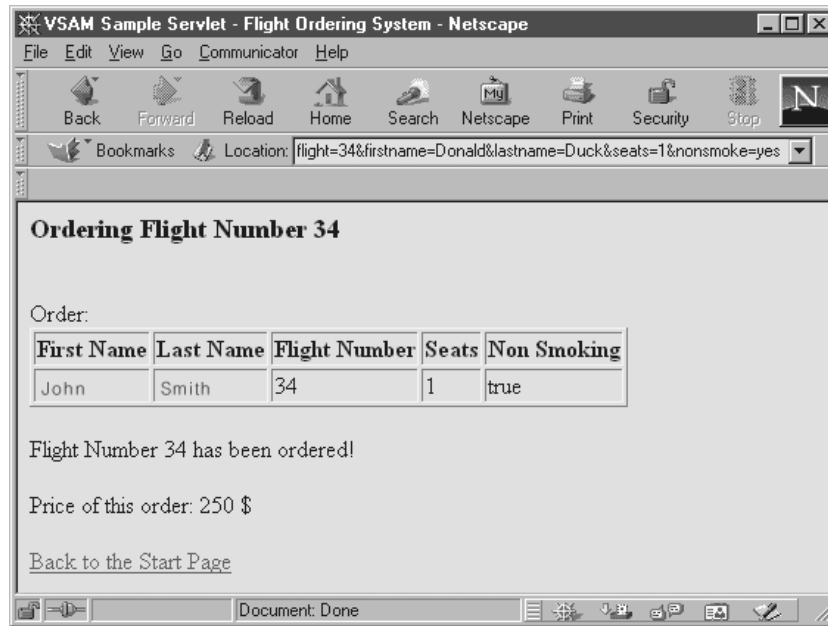 VSAM Sample Servlet - Flight Ordering System - Netscape
File Edit View Go Communicator Help
Back Forward Reload Home Search Netscape Print Security Stop
My
N
Bookmarks Location: flight=34&firstname=Donald&lastname=Duck&seats=1&nonsmoke=yes
Ordering Flight Number 34
Order:
First Name Last Name Flight Number Seats Non Smoking
John Smith 34 1 true
Flight Number 34 has been ordered!
Price of this order: 250 $
Back to the Start Page
Document: Done